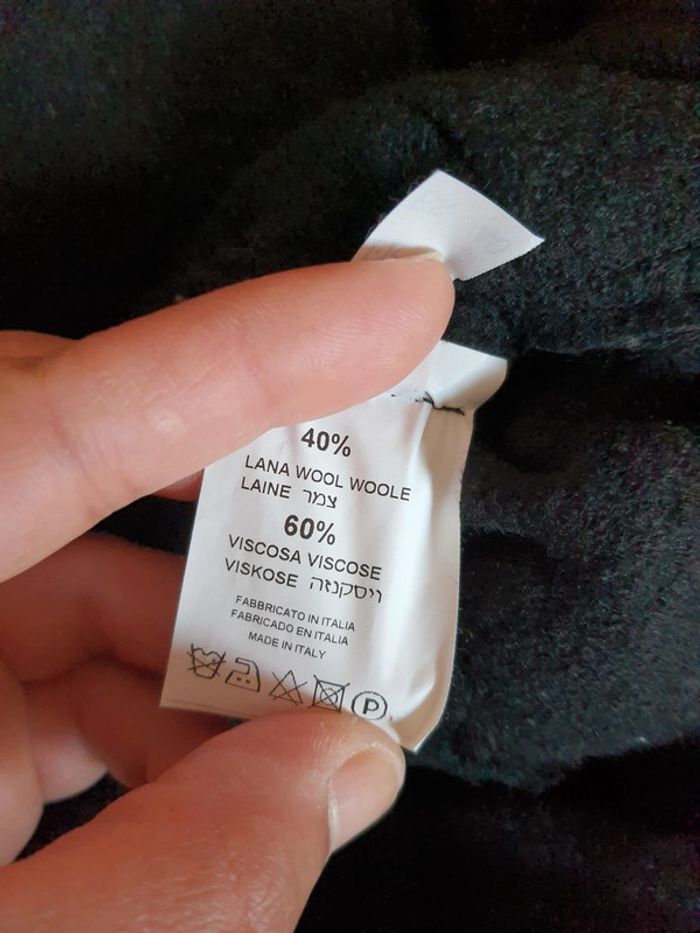 40%
LANA WOOL WOOLE
LAINE צמר
60%
VISCOSA VISCOSE
VISKOSE ויסקנזה
FABBRICATO IN ITALIA
FABRICADO EN ITALIA
MADE IN ITALY
P